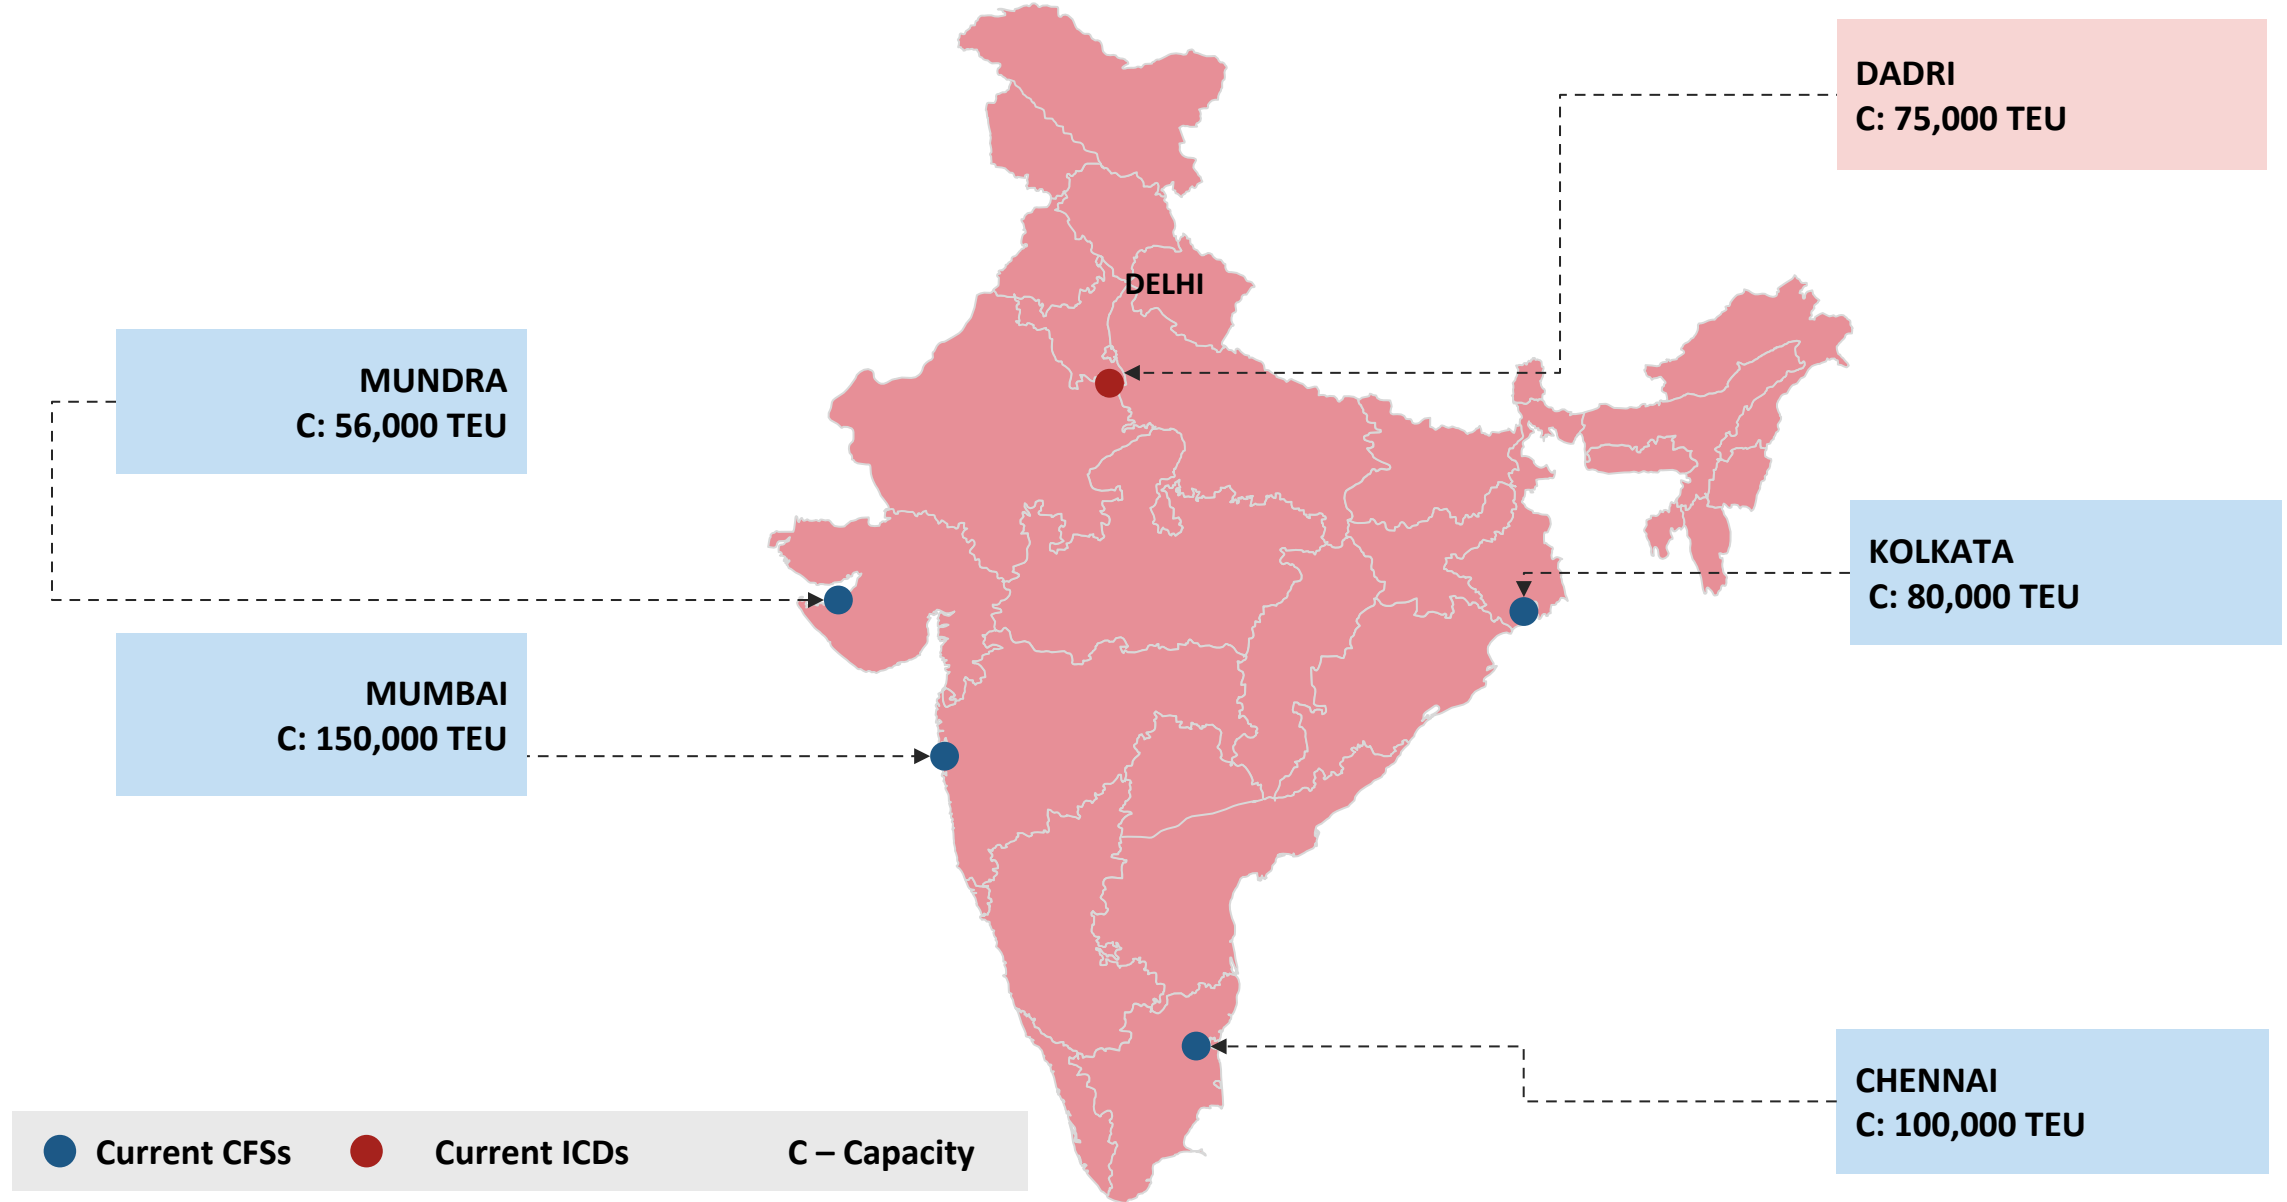 DADRI
C: 75,000 TEU
DELHI
MUNDRA
C: 56,000 TEU
KOLKATA
C: 80,000 TEU
MUMBAI
C: 150,000 TEU
CHENNAI
C: 100,000 TEU
Current CFSs
Current ICDs
C – Capacity